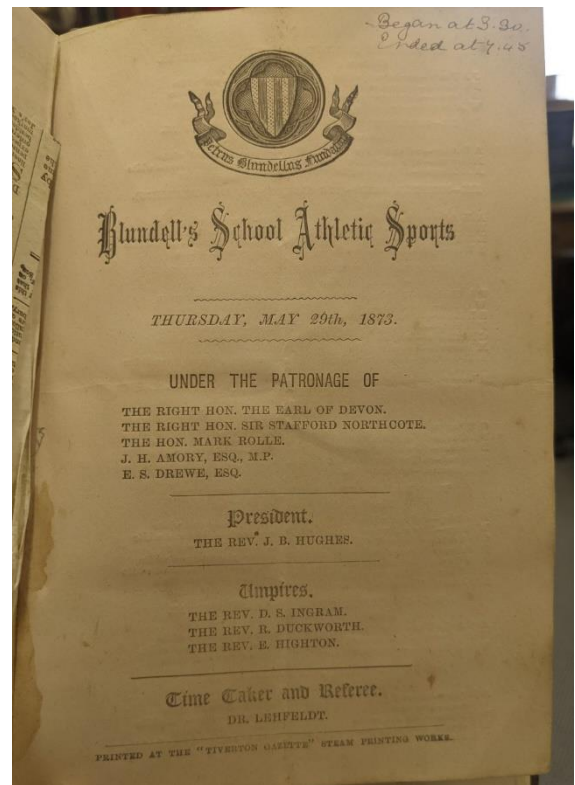 Began at 3.30.
Ended at 7.45
Petrus Blundellus Fundator
Blundell's School Athletic Sports
THURSDAY, MAY 29th, 1873.
UNDER THE PATRONAGE OF
THE RIGHT HON. THE EARL OF DEVON.
THE RIGHT HON. SIR STAFFORD NORTHCOTE.
THE HON. MARK ROLLE.
J. H. AMORY, ESQ., M.P.
E. S. DREWE, ESQ.
President.
THE REV. J. B. HUGHES.
Umpires.
THE REV. D. S. INGRAM.
THE REV. R. DUCKWORTH.
THE REV. E. HIGHTON.
Time Taker and Referee.
DR. LEHFELDT.
PRINTED AT THE "TIVERTON GAZETTE" STEAM PRINTING WORKS.